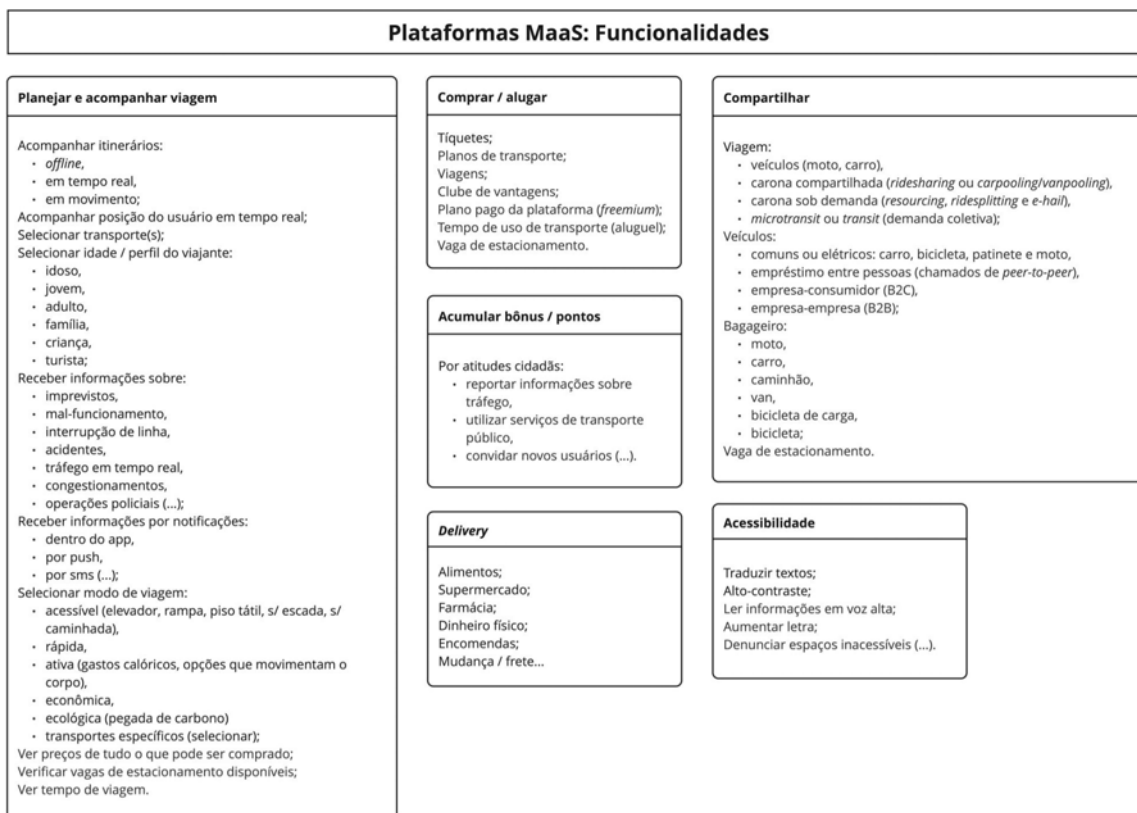 Plataformas MaaS: Funcionalidades
Planejar e acompanhar viagem
Acompanhar itinerários:
• offline,
• em tempo real,
• em movimento;
Acompanhar posição do usuário em tempo real;
Selecionar transporte(s);
Selecionar idade / perfil do viajante:
• idoso,
• jovem,
• adulto,
• família,
• criança,
• turista;
Receber informações sobre:
• imprevistos,
• mal-funcionamento,
• interrupção de linha,
• acidentes,
• tráfego em tempo real,
• congestionamentos,
• operações policiais (...);
Receber informações por notificações:
• dentro do app,
• por push,
• por sms (...);
Selecionar modo de viagem:
• acessível (elevador, rampa, piso tátil, s/ escada, s/
caminhada),
• rápida,
• ativa (gastos calóricos, opções que movimentam o
corpo),
• econômica,
• ecológica (pegada de carbono)
• transportes específicos (selecionar);
Ver preços de tudo o que pode ser comprado;
Verificar vagas de estacionamento disponíveis;
Ver tempo de viagem.
Comprar / alugar
Tíquetes;
Planos de transporte;
Viagens;
Clube de vantagens;
Plano pago da plataforma (freemium);
Tempo de uso de transporte (aluguel);
Vaga de estacionamento.
Acumular bônus / pontos
Por atitudes cidadãs:
• reportar informações sobre
tráfego,
• utilizar serviços de transporte
público,
• convidar novos usuários (...).
Delivery
Alimentos;
Supermercado;
Farmácia;
Dinheiro físico;
Encomendas;
Mudança / frete...
Compartilhar
Viagem:
• veículos (moto, carro),
• carona compartilhada (ridesharing ou carpooling/vanpooling),
• carona sob demanda (resourcing, ridesplitting e e-hail),
• microtransit ou transit (demanda coletiva);
Veículos:
• comuns ou elétricos: carro, bicicleta, patinete e moto,
• empréstimo entre pessoas (chamados de peer-to-peer),
• empresa-consumidor (B2C),
• empresa-empresa (B2B);
Bagageiro:
• moto,
• carro,
• caminhão,
• van,
• bicicleta de carga,
• bicicleta;
Vaga de estacionamento.
Acessibilidade
Traduzir textos;
Alto-contraste;
Ler informações em voz alta;
Aumentar letra;
Denunciar espaços inacessíveis (...).